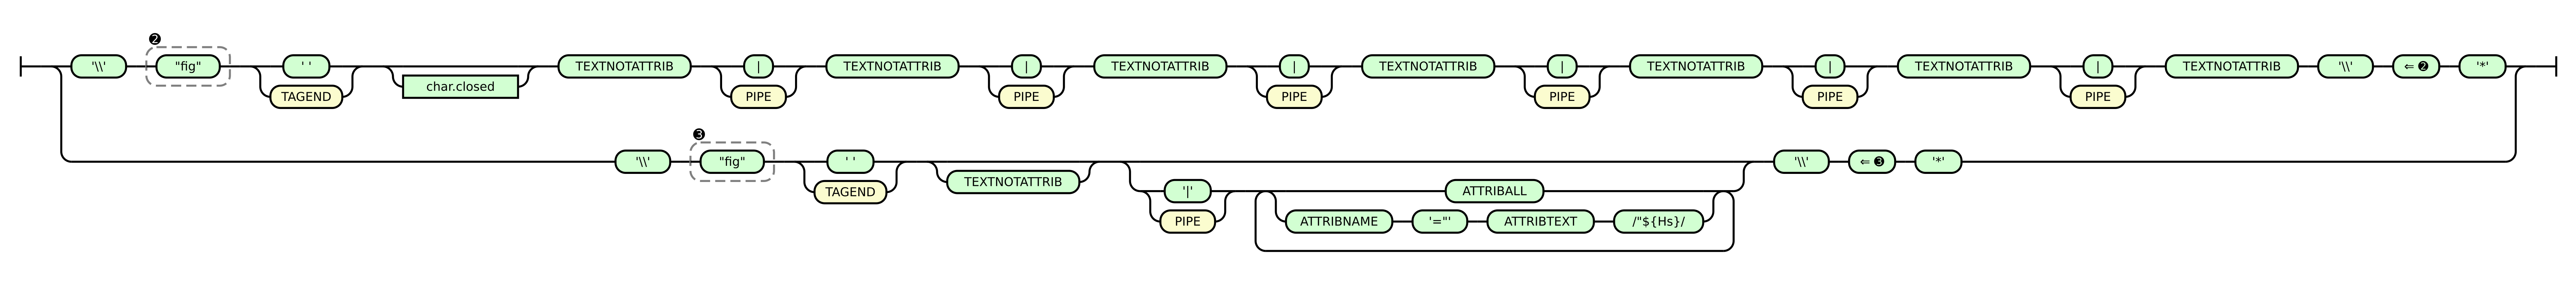 ❷
'\\' "fig" ' ' TEXTNOTATTRIB | TEXTNOTATTRIB | TEXTNOTATTRIB | TEXTNOTATTRIB | TEXTNOTATTRIB | TEXTNOTATTRIB | TEXTNOTATTRIB '\\' ⇐ ❷ '*'
TAGEND char.closed PIPE PIPE PIPE PIPE PIPE PIPE
❸
'\\' "fig" ' ' '\\' ⇐ ❸ '*'
TAGEND TEXTNOTATTRIB '|' ATTRIBALL
PIPE ATTRIBNAME '="' ATTRIBTEXT /"${Hs}/